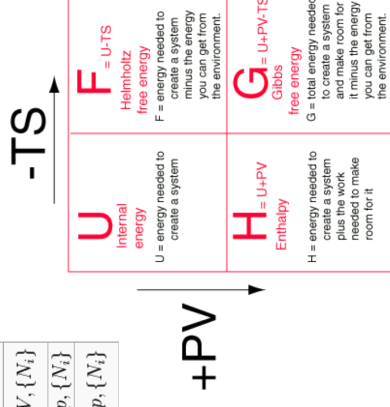 -TS
+PV
U
Internal
energy
U = energy needed to
create a system
F = U-TS
Helmholtz
free energy
F = energy needed to
create a system
minus the energy
you can get from
the environment.
H = U+PV
Enthalpy
H = energy needed to
create a system
plus the work
needed to make
room for it
G = U+PV-TS
Gibbs
free energy
G = total energy needed
to create a system
and make room for
it minus the energy
you can get from
the environment.
V, {Nᵢ}
p, {Nᵢ}
p, {Nᵢ}